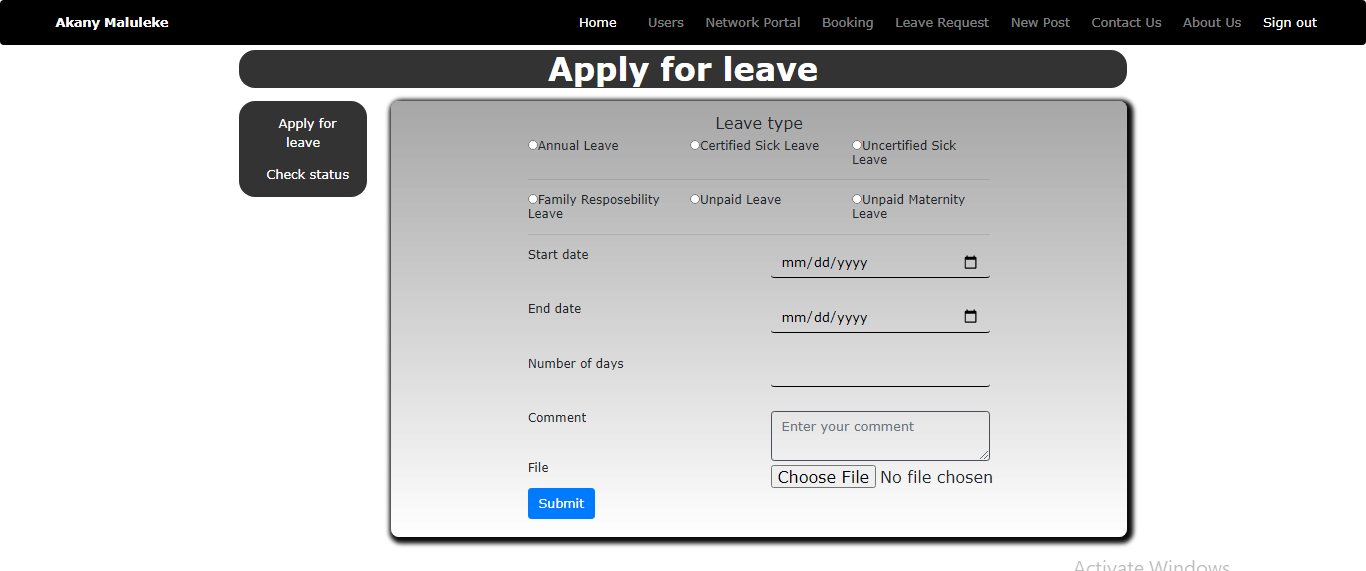 Akany Maluleke Home Users Network Portal Booking Leave Request New Post Contact Us About Us Sign out
Apply for leave
Apply for
leave
Check status
Leave type
Annual Leave Certified Sick Leave Uncertified Sick
Leave
Family Resposebility Unpaid Leave Unpaid Maternity
Leave Leave
Start date mm/dd/yyyy
End date mm/dd/yyyy
Number of days
Comment Enter your comment
File Choose File No file chosen
Submit
Activate Windows